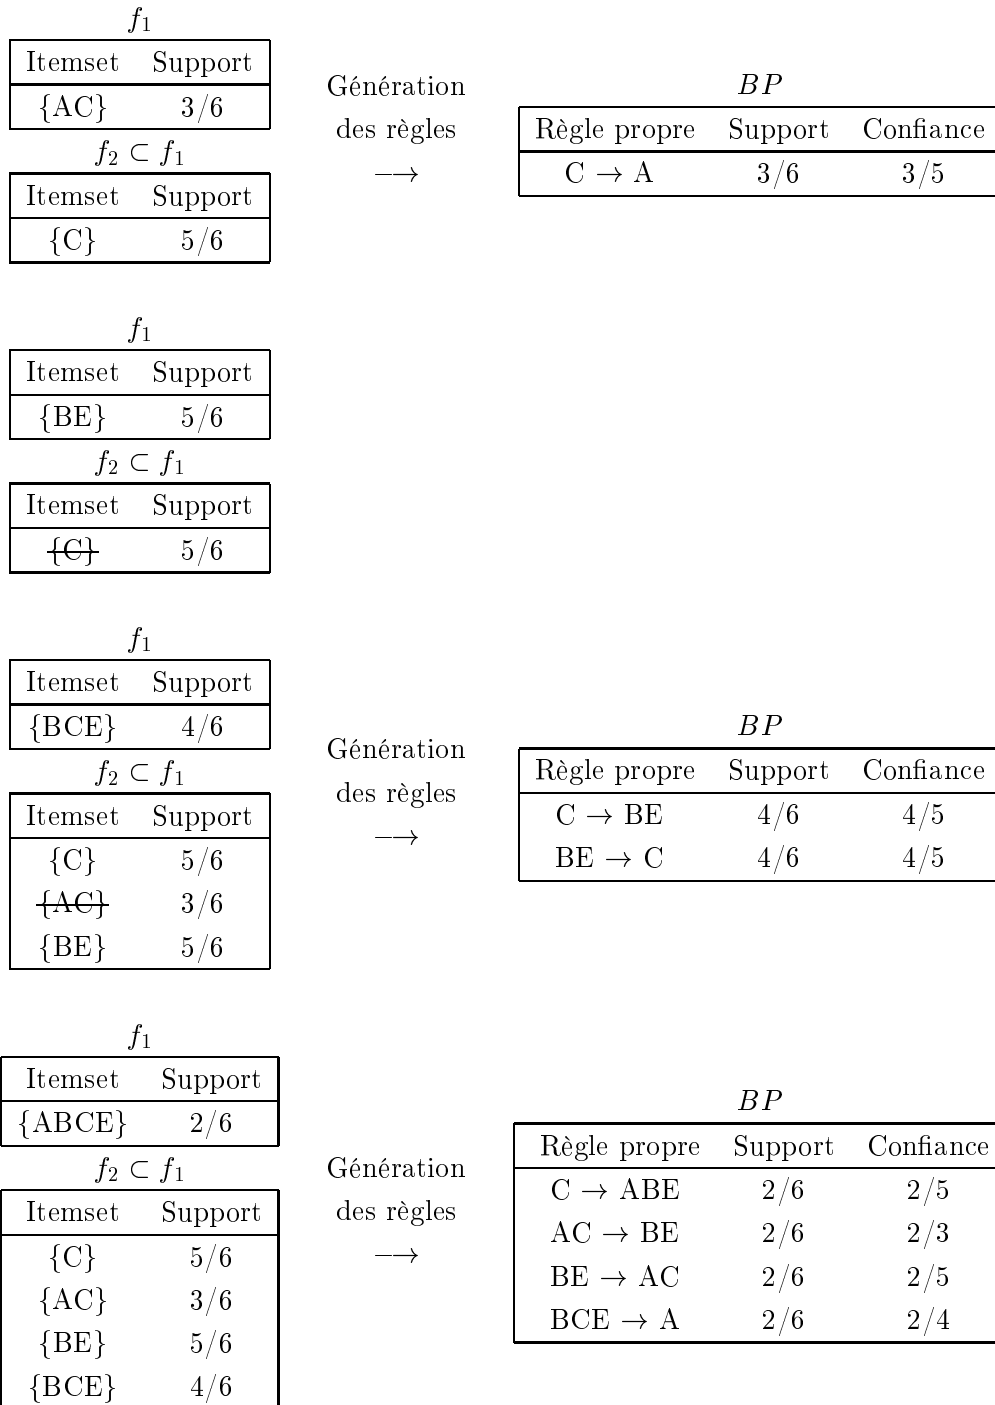 f₁
Itemset Support
{AC} 3/6
f₂ ⊂ f₁
Itemset Support
{C} 5/6
Génération
des règles
⟶
BP
Règle propre Support Confiance
C → A 3/6 3/5
f₁
Itemset Support
{BE} 5/6
f₂ ⊂ f₁
Itemset Support
{C} 5/6
f₁
Itemset Support
{BCE} 4/6
f₂ ⊂ f₁
Itemset Support
{C} 5/6
{AC} 3/6
{BE} 5/6
Génération
des règles
⟶
BP
Règle propre Support Confiance
C → BE 4/6 4/5
BE → C 4/6 4/5
f₁
Itemset Support
{ABCE} 2/6
f₂ ⊂ f₁
Itemset Support
{C} 5/6
{AC} 3/6
{BE} 5/6
{BCE} 4/6
Génération
des règles
⟶
BP
Règle propre Support Confiance
C → ABE 2/6 2/5
AC → BE 2/6 2/3
BE → AC 2/6 2/5
BCE → A 2/6 2/4